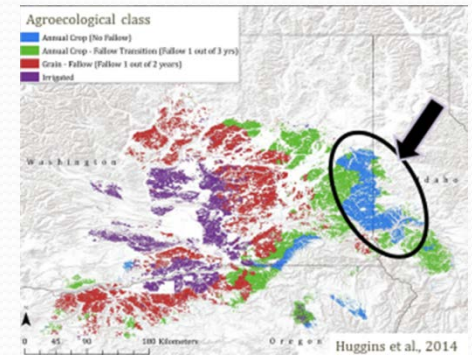 Agroecological class
Annual Crop (No Fallow)
Annual Crop - Fallow Transition (Fallow 1 out of 3 yrs)
Grain - Fallow (Fallow 1 out of 2 years)
Irrigated
Washington
daho
Oregon
0 45 90 180 Kilometers
N
Huggins et al., 2014